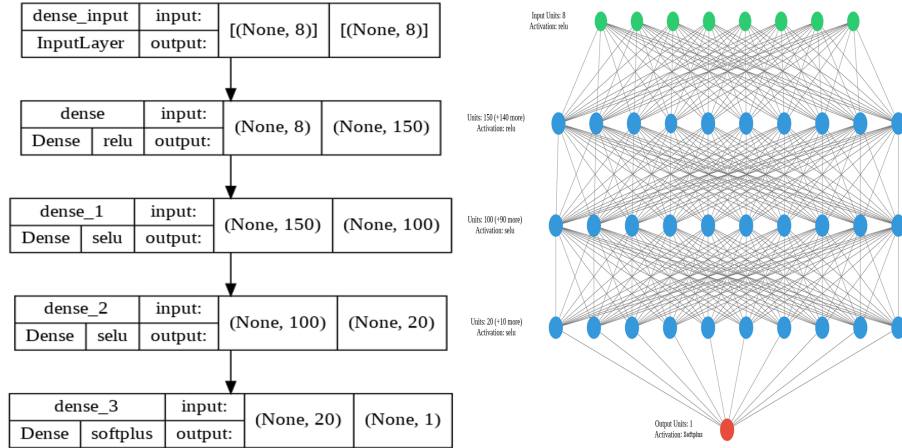 dense_input input: [(None, 8)] [(None, 8)]
InputLayer output:
dense input: (None, 8) (None, 150)
Dense relu output:
dense_1 input: (None, 150) (None, 100)
Dense selu output:
dense_2 input: (None, 100) (None, 20)
Dense selu output:
dense_3 input: (None, 20) (None, 1)
Dense softplus output:
Input Units: 8
Activation: relu
Units: 150 (+140 more)
Activation: relu
Units: 100 (+90 more)
Activation: selu
Units: 20 (+10 more)
Activation: selu
Output Units: 1
Activation: Softplus